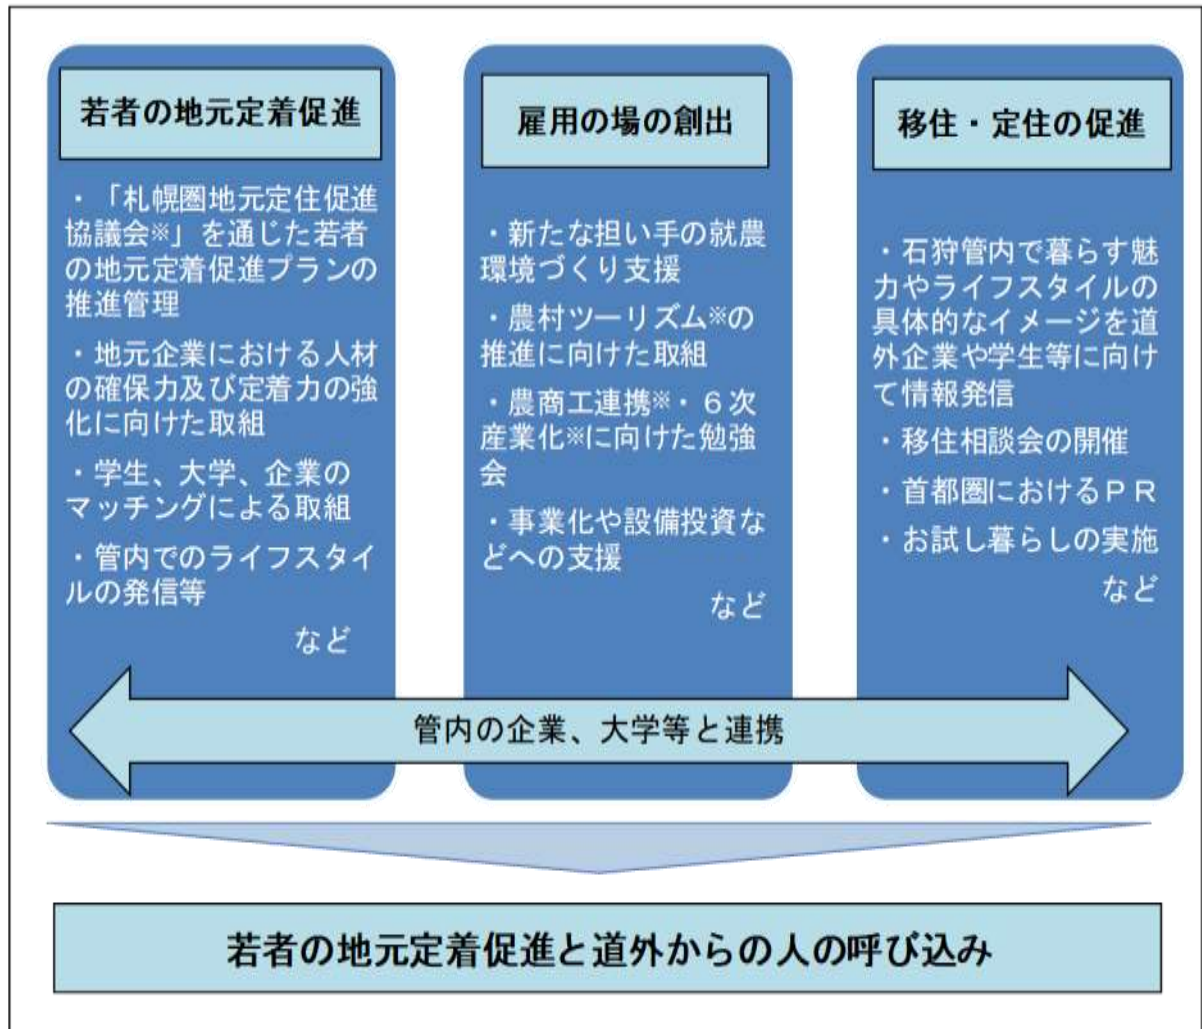 若者の地元定着促進
・「札幌圏地元定住促進
協議会※」を通じた若者
の地元定着促進プランの
推進管理
・地元企業における人材
の確保力及び定着力の強
化に向けた取組
・学生、大学、企業の
マッチングによる取組
・管内でのライフスタイ
ルの発信等
など
雇用の場の創出
・新たな担い手の就農
環境づくり支援
・農村ツーリズム※の
推進に向けた取組
・農商工連携※・６次
産業化※に向けた勉強
会
・事業化や設備投資な
どへの支援
など
移住・定住の促進
・石狩管内で暮らす魅
力やライフスタイルの
具体的なイメージを道
外企業や学生等に向け
て情報発信
・移住相談会の開催
・首都圏におけるＰＲ
・お試し暮らしの実施
など
管内の企業、大学等と連携
若者の地元定着促進と道外からの人の呼び込み